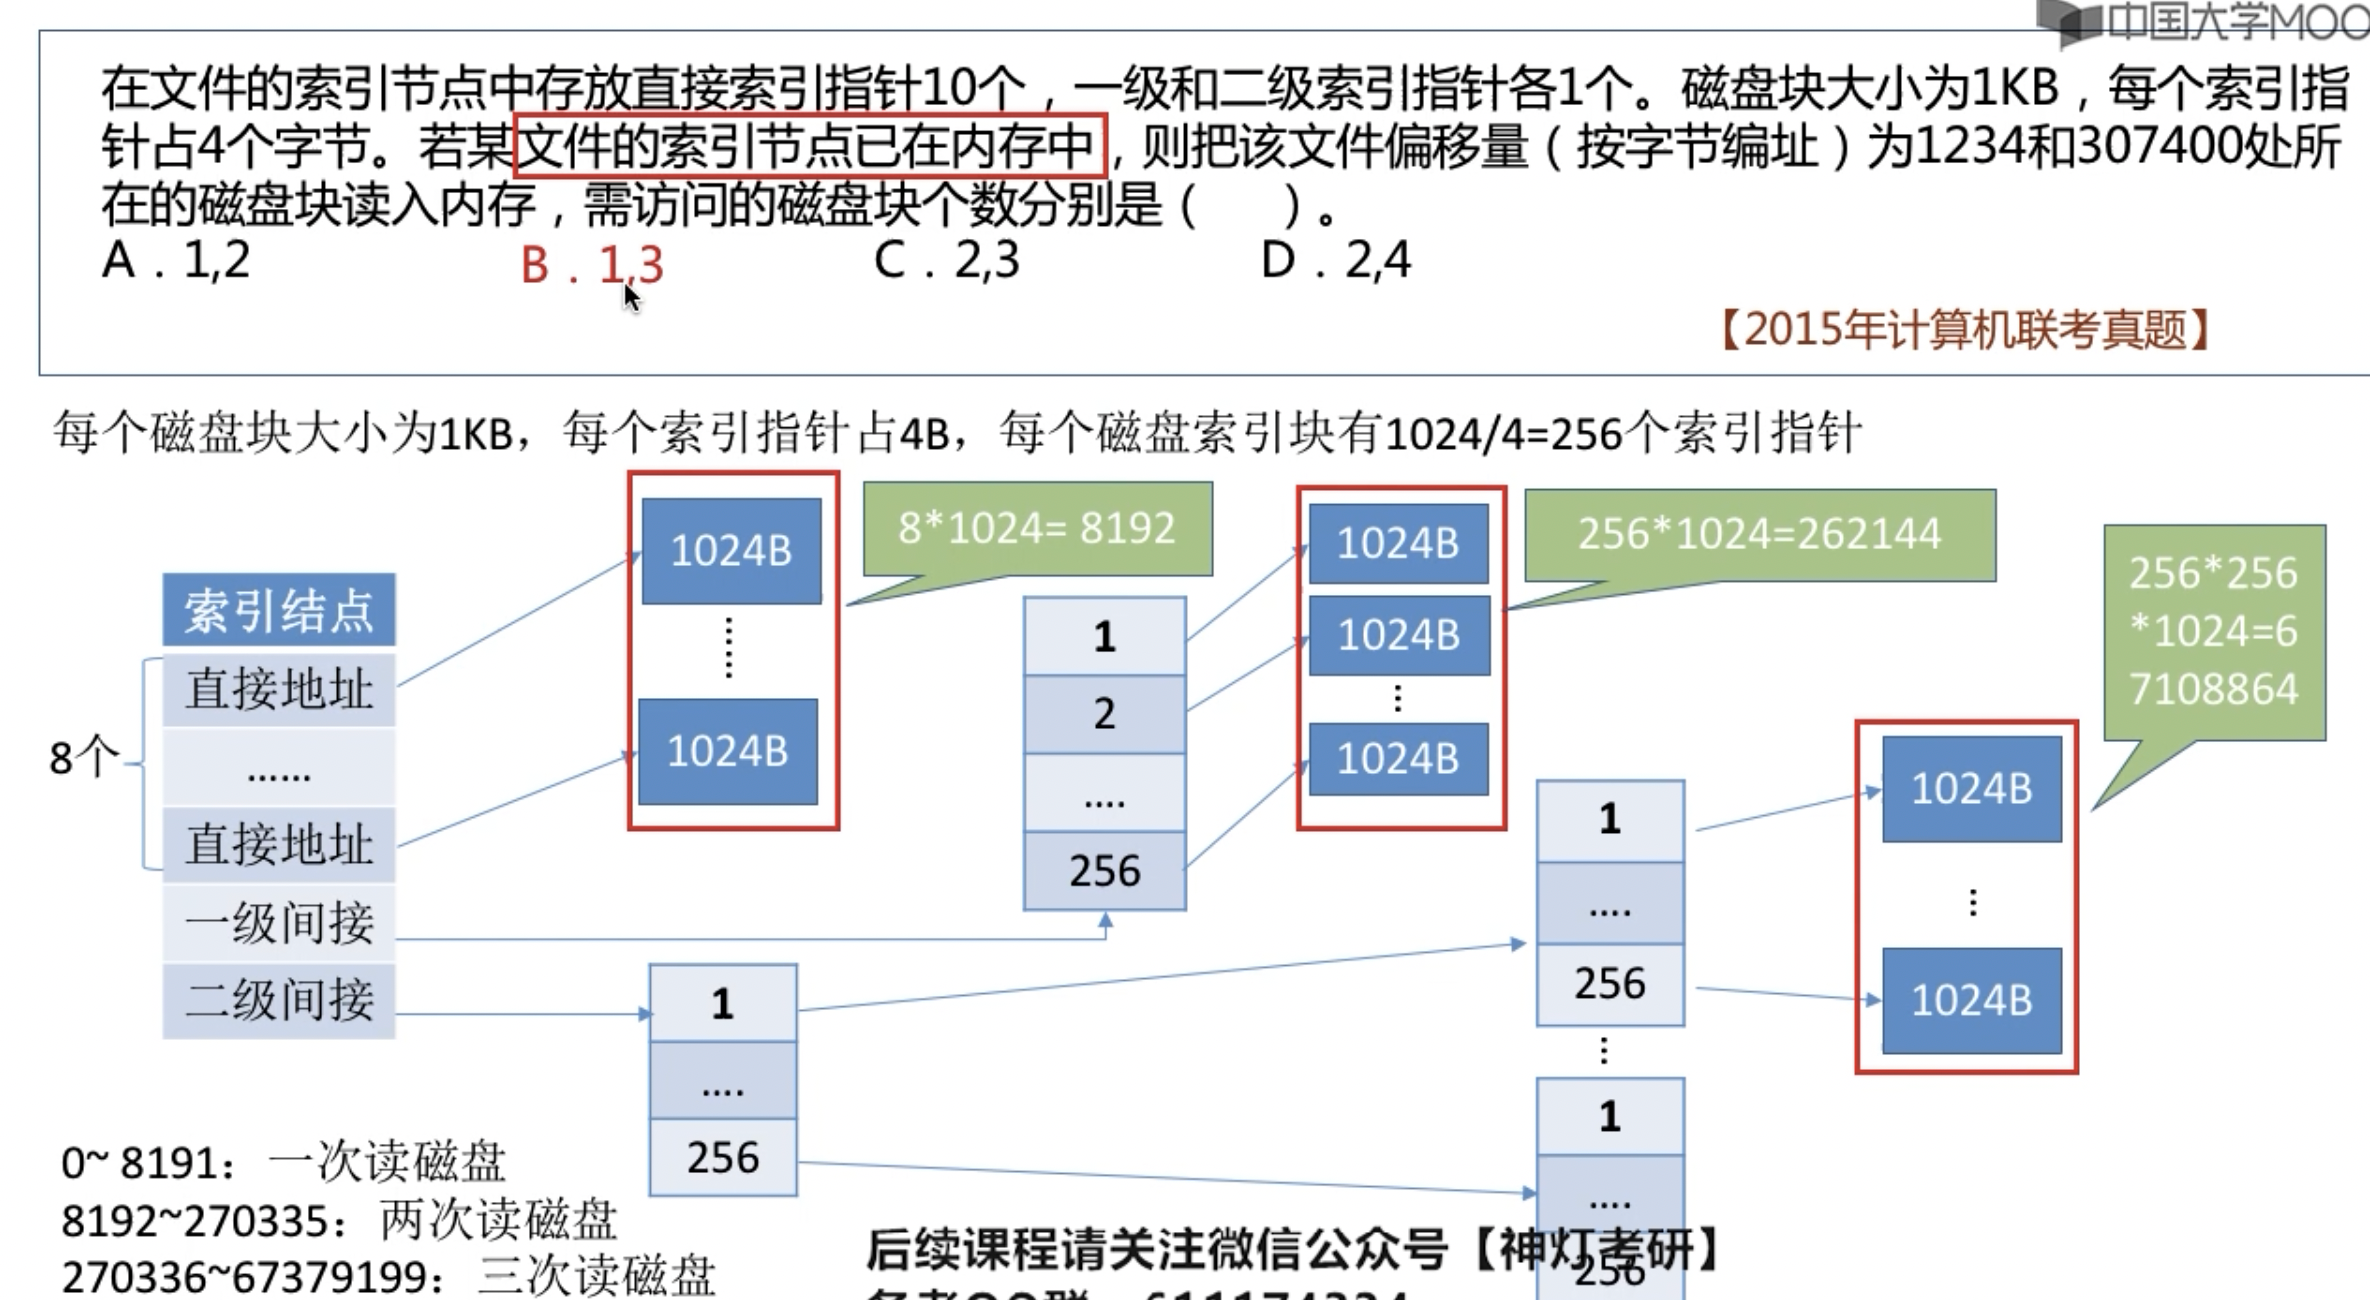 中国大学MOO
在文件的索引节点中存放直接索引指针10个，一级和二级索引指针各1个。磁盘块大小为1KB，每个索引指
针占4个字节。若某文件的索引节点已在内存中，则把该文件偏移量（按字节编址）为1234和307400处所
在的磁盘块读入内存，需访问的磁盘块个数分别是（　　）。
A．1,2　B．1,3　C．2,3　D．2,4
【2015年计算机联考真题】
每个磁盘块大小为1KB，每个索引指针占4B，每个磁盘索引块有1024/4=256个索引指针
索引结点
8个
直接地址
……
直接地址
一级间接
二级间接
1024B
1024B
8*1024= 8192
1
2
....
256
1024B
1024B
1024B
256*1024=262144
1
....
256
1
....
256
1
....
256
1024B
1024B
256*256
*1024=6
7108864
0~ 8191：一次读磁盘
8192~270335：两次读磁盘
270336~67379199：三次读磁盘
后续课程请关注微信公众号【神灯考研】